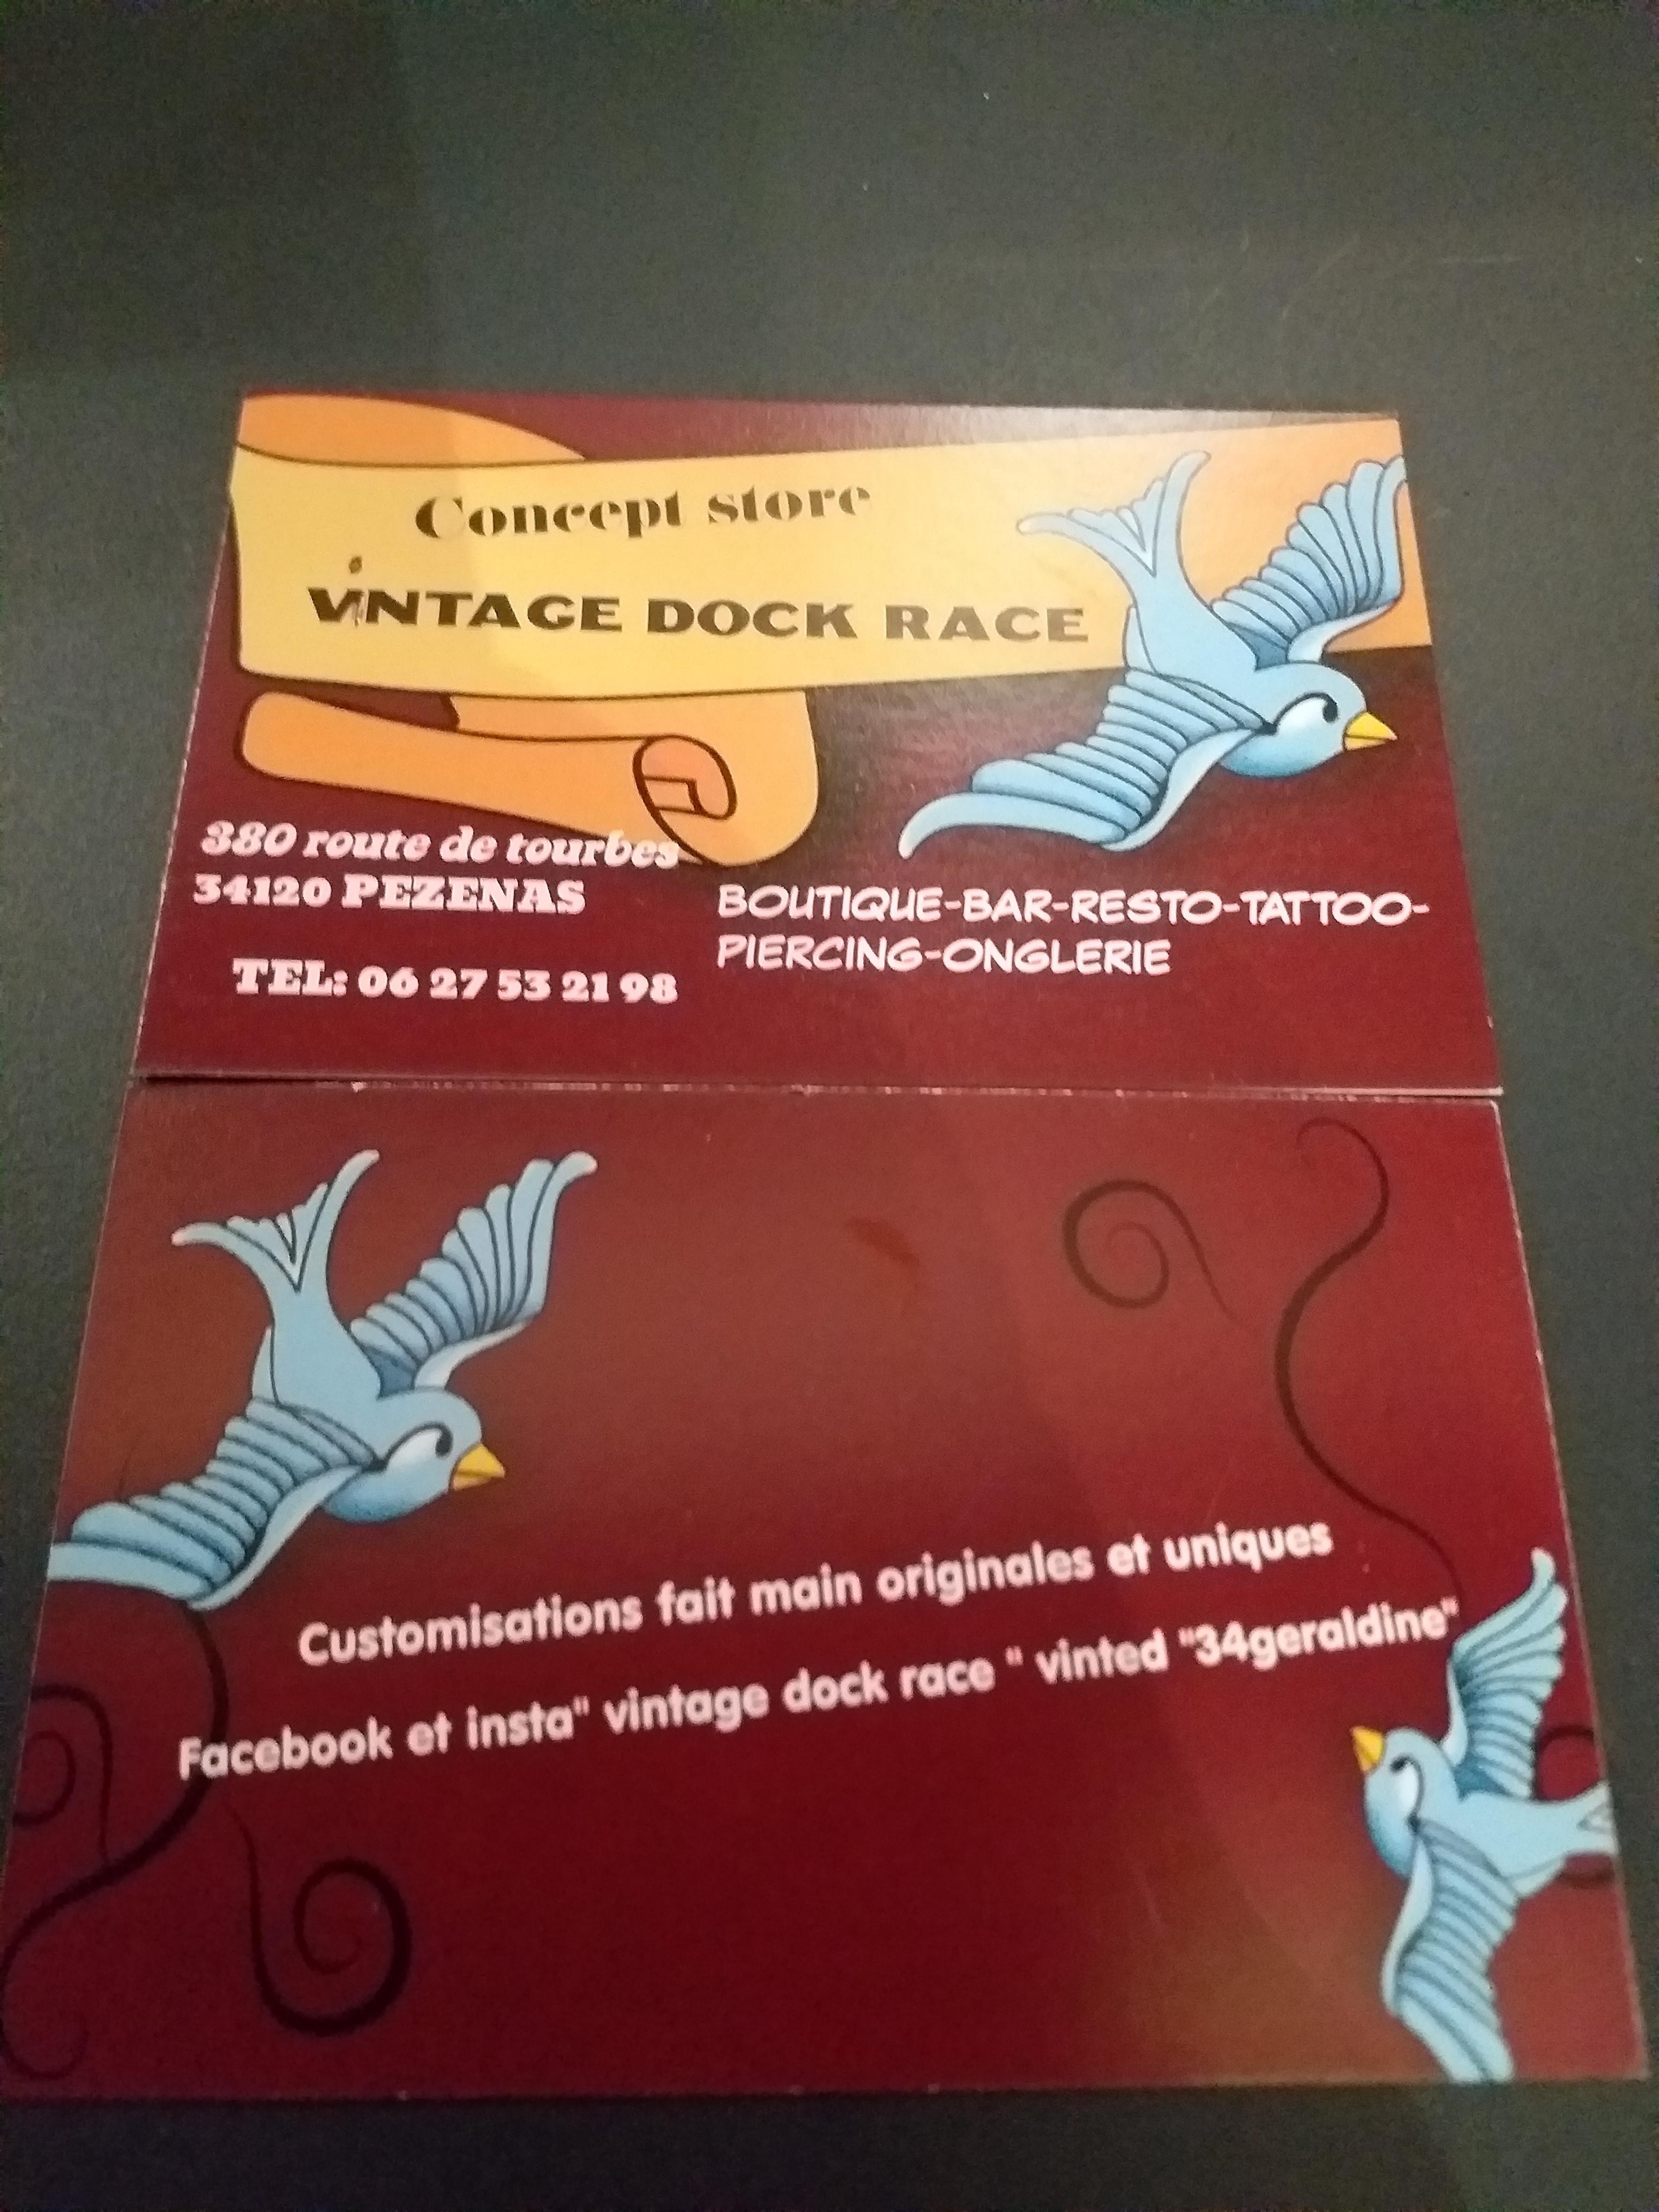 Concept store
ViNTAGE DOCK RACE
380 route de tourbes
34120 PEZENAS
TEL: 06 27 53 21 98
BOUTIQUE-BAR-RESTO-TATTOO-
PIERCING-ONGLERIE
Customisations fait main originales et uniques
Facebook et insta" vintage dock race " vinted "34geraldine"